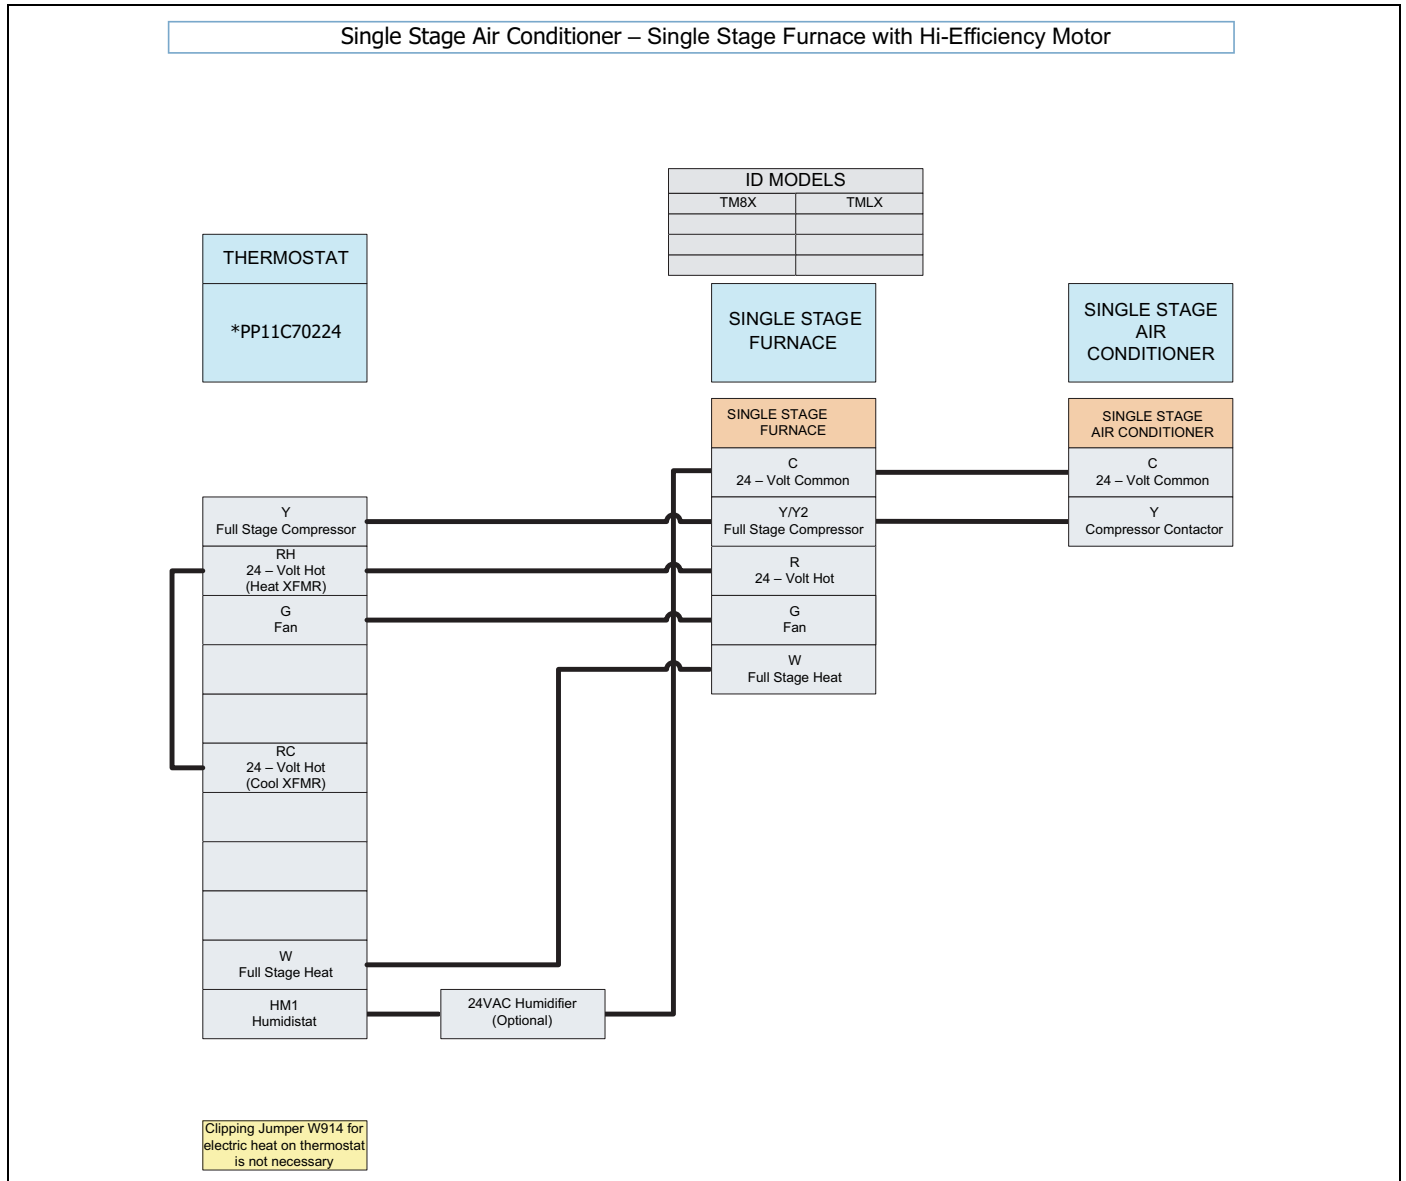 Single Stage Air Conditioner – Single Stage Furnace with Hi-Efficiency Motor
ID MODELS
TM8X
TMLX
THERMOSTAT
*PP11C70224
SINGLE STAGE
FURNACE
SINGLE STAGE
AIR
CONDITIONER
SINGLE STAGE
FURNACE
C
24 – Volt Common
Y/Y2
Full Stage Compressor
R
24 – Volt Hot
G
Fan
W
Full Stage Heat
SINGLE STAGE
AIR CONDITIONER
C
24 – Volt Common
Y
Compressor Contactor
Y
Full Stage Compressor
RH
24 – Volt Hot
(Heat XFMR)
G
Fan
RC
24 – Volt Hot
(Cool XFMR)
W
Full Stage Heat
HM1
Humidistat
24VAC Humidifier
(Optional)
Clipping Jumper W914 for
electric heat on thermostat
is not necessary